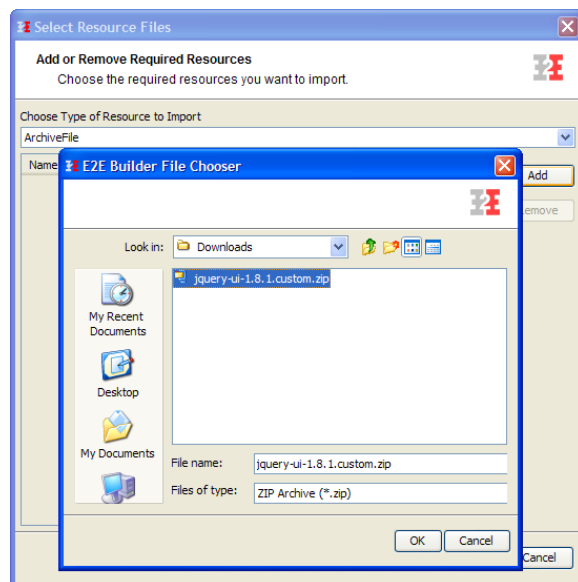 Select Resource Files
Add or Remove Required Resources
Choose the required resources you want to import.
Choose Type of Resource to Import
ArchiveFile
Name
Add
emove
E2E Builder File Chooser
Look in:
Downloads
jquery-ui-1.8.1.custom.zip
My Recent
Documents
Desktop
My Documents
File name:
jquery-ui-1.8.1.custom.zip
Files of type:
ZIP Archive (*.zip)
OK
Cancel
Cancel